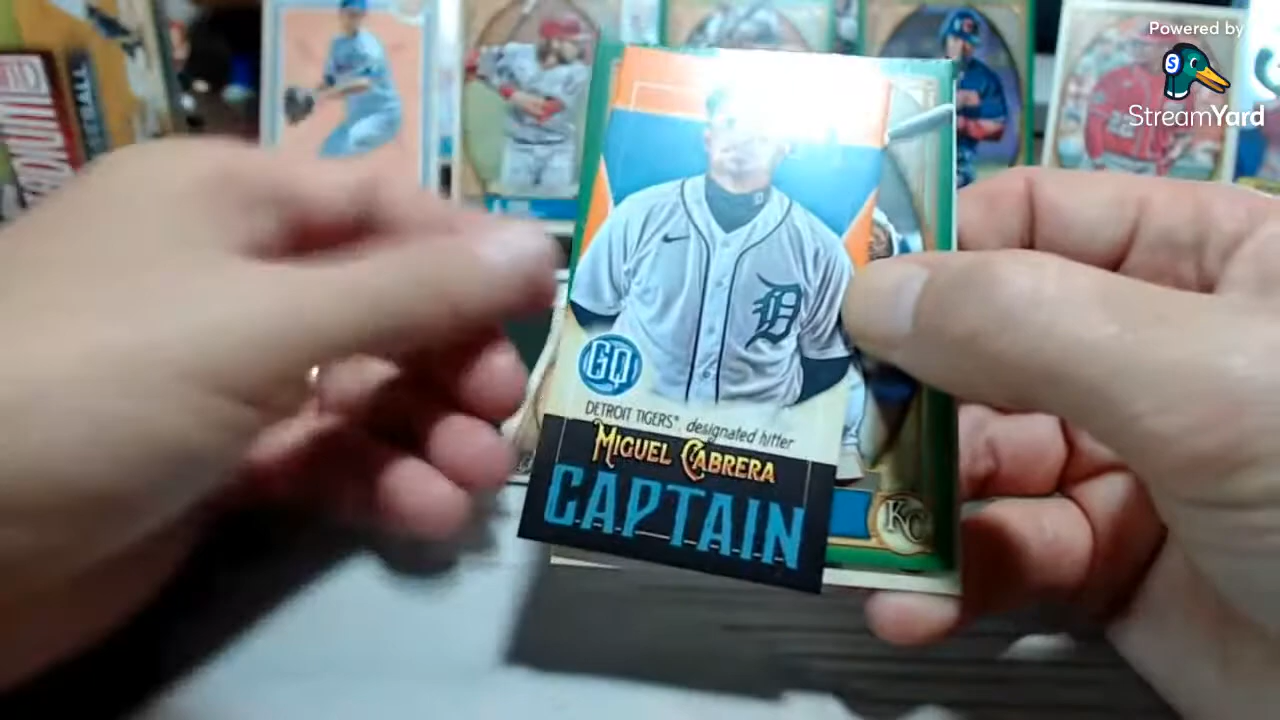 Powered by
S
StreamYard
D
GQ
DETROIT TIGERS® designated hitter
MIGUEL CABRERA
CAPTAIN
KC